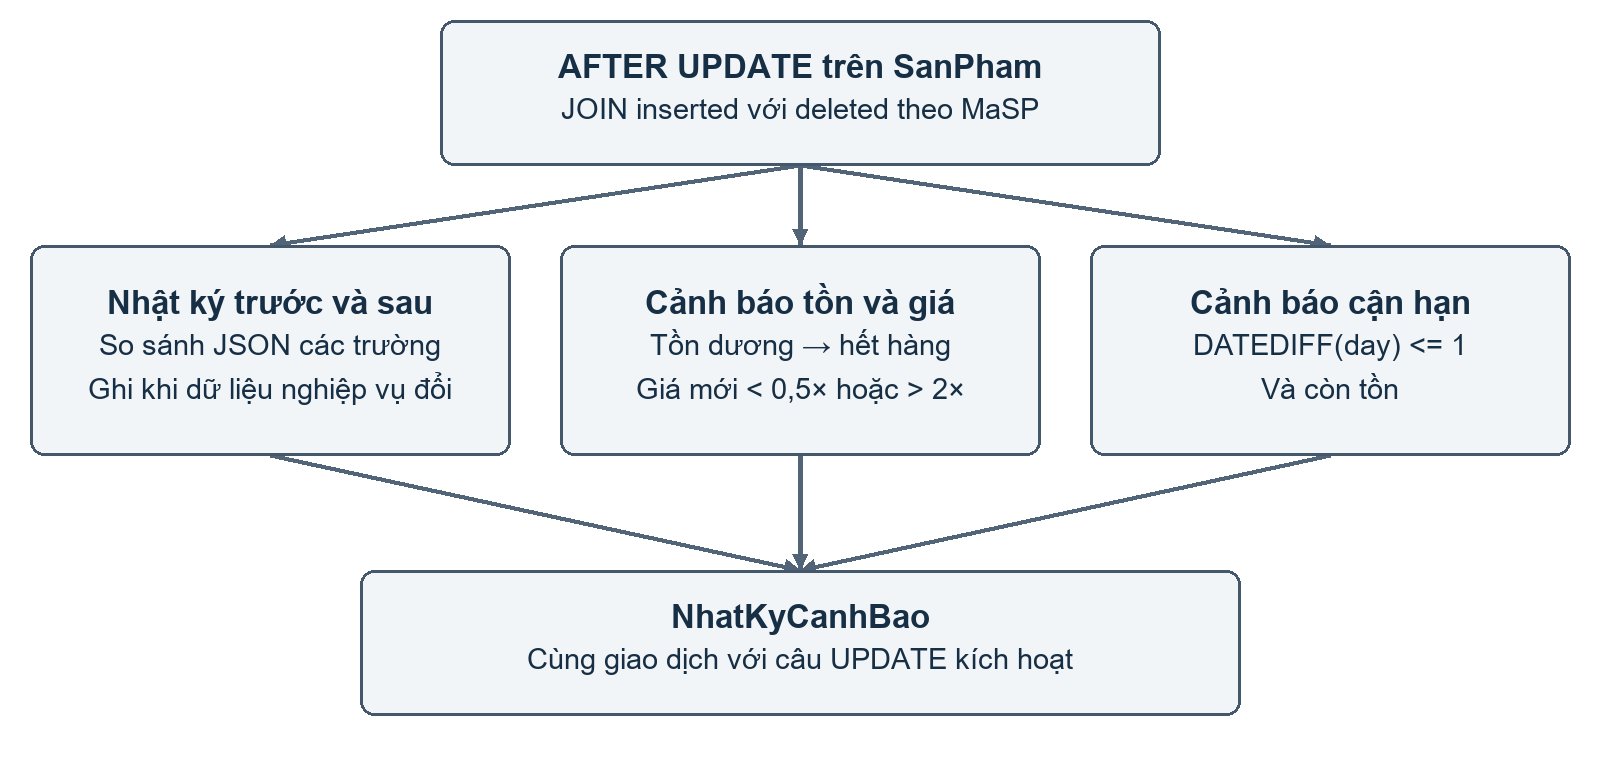 AFTER UPDATE trên SanPham
JOIN inserted với deleted theo MaSP
Nhật ký trước và sau
So sánh JSON các trường
Ghi khi dữ liệu nghiệp vụ đổi
Cảnh báo tồn và giá
Tồn dương → hết hàng
Giá mới < 0,5× hoặc > 2×
Cảnh báo cận hạn
DATEDIFF(day) <= 1
Và còn tồn
NhatKyCanhBao
Cùng giao dịch với câu UPDATE kích hoạt